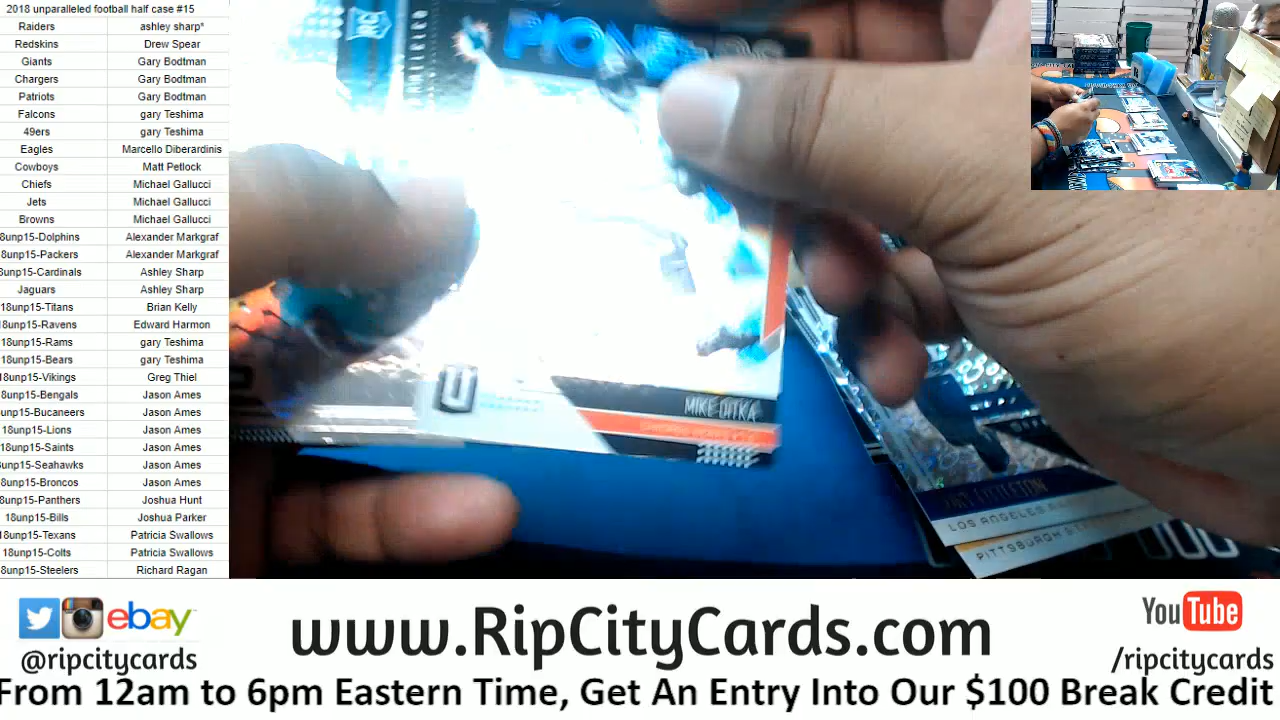 2018 unparalleled football half case #15
Raiders ashley sharp*
Redskins Drew Spear
Giants Gary Bodtman
Chargers Gary Bodtman
Patriots Gary Bodtman
Falcons gary Teshima
49ers gary Teshima
Eagles Marcello Diberardinis
Cowboys Matt Pellock
Chiefs Michael Gallucci
Jets Michael Gallucci
Browns Michael Gallucci
8unp15-Dolphins Alexander Markgraf
8unp15-Packers Alexander Markgraf
8unp15-Cardinals Ashley Sharp
Jaguars Ashley Sharp
18unp15-Titans Brian Kelly
18unp15-Ravens Edward Harmon
18unp15-Rams gary Teshima
18unp15-Bears gary Teshima
18unp15-Vikings Greg Thiel
8unp15-Bengals Jason Ames
unp15-Bucaneers Jason Ames
18unp15-Lions Jason Ames
18unp15-Saints Jason Ames
8unp15-Seahawks Jason Ames
8unp15-Broncos Jason Ames
8unp15-Panthers Joshua Hunt
18unp15-Bills Joshua Parker
18unp15-Texans Patricia Swallows
18unp15-Colts Patricia Swallows
8unp15-Steelers Richard Ragan
U
MIKE DITKA
LITTLETON
LOS ANGELES
PITTSBURGH
ebay
@ripcitycards
www.RipCityCards.com
YouTube
/ripcitycards
From 12am to 6pm Eastern Time, Get An Entry Into Our $100 Break Credit